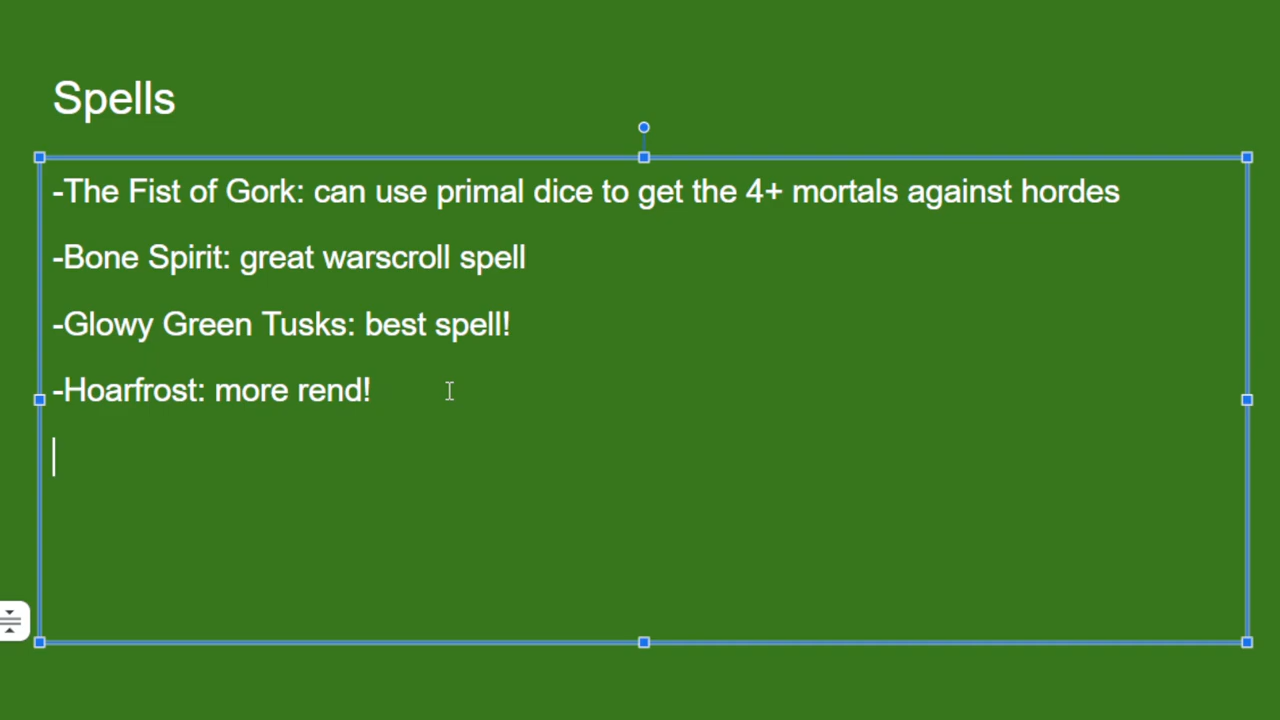 Spells
-The Fist of Gork: can use primal dice to get the 4+ mortals against hordes
-Bone Spirit: great warscroll spell
-Glowy Green Tusks: best spell!
-Hoarfrost: more rend!